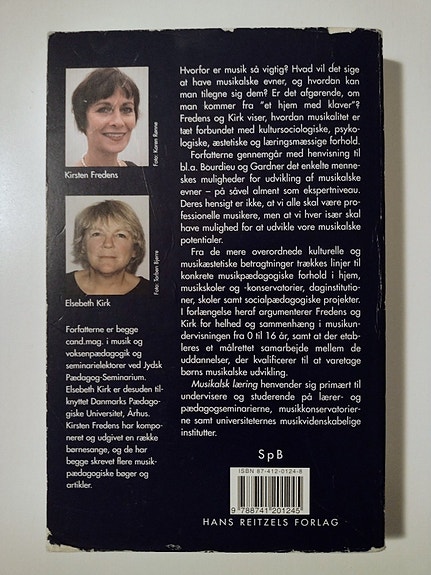 Foto: Karen Rønne
Kirsten Fredens
Foto: Torben Bjerre
Elsebeth Kirk
Forfatterne er begge
cand.mag. i musik og
voksenpædagogik og
seminarielektorer ved Jydsk
Pædagog-Seminarium.
Elsebeth Kirk er desuden til-
knyttet Danmarks Pædago-
giske Universitet, Århus.
Kirsten Fredens har kompo-
neret og udgivet en række
børnesange, og de har
begge skrevet flere musik-
pædagogiske bøger og
artikler.
Hvorfor er musik så vigtig? Hvad vil det sige
at have musikalske evner, og hvordan kan
man tilegne sig dem? Er det afgørende, om
man kommer fra "et hjem med klaver"?
Fredens og Kirk viser, hvordan musikalitet er
tæt forbundet med kultursociologiske, psyko-
logiske, æstetiske og læringsmæssige forhold.
Forfatterne gennemgår med henvisning til
bl.a. Bourdieu og Gardner det enkelte menne-
skes muligheder for udvikling af musikalske
evner – på såvel alment som ekspertniveau.
Deres hensigt er ikke, at vi alle skal være pro-
fessionelle musikere, men at vi hver især skal
have mulighed for at udvikle vore musikalske
potentialer.
Fra de mere overordnede kulturelle og
musikæstetiske betragtninger trækkes linjer til
konkrete musikpædagogiske forhold i hjem,
musikskoler og -konservatorier, daginstitutio-
ner, skoler samt socialpædagogiske projekter.
I forlængelse heraf argumenterer Fredens og
Kirk for helhed og sammenhæng i musikun-
dervisningen fra 0 til 16 år, samt at der etab-
leres et målrettet samarbejde mellem de
uddannelser, der kvalificerer til at varetage
børns musikalske udvikling.
Musikalsk læring henvender sig primært til
undervisere og studerende på lærer- og
pædagogseminarierne, musikkonservatorier-
ne samt universiteternes musikvidenskabelige
institutter.
SpB
ISBN 87-412-0124-8
9 788741 201245
HANS REITZELS FORLAG